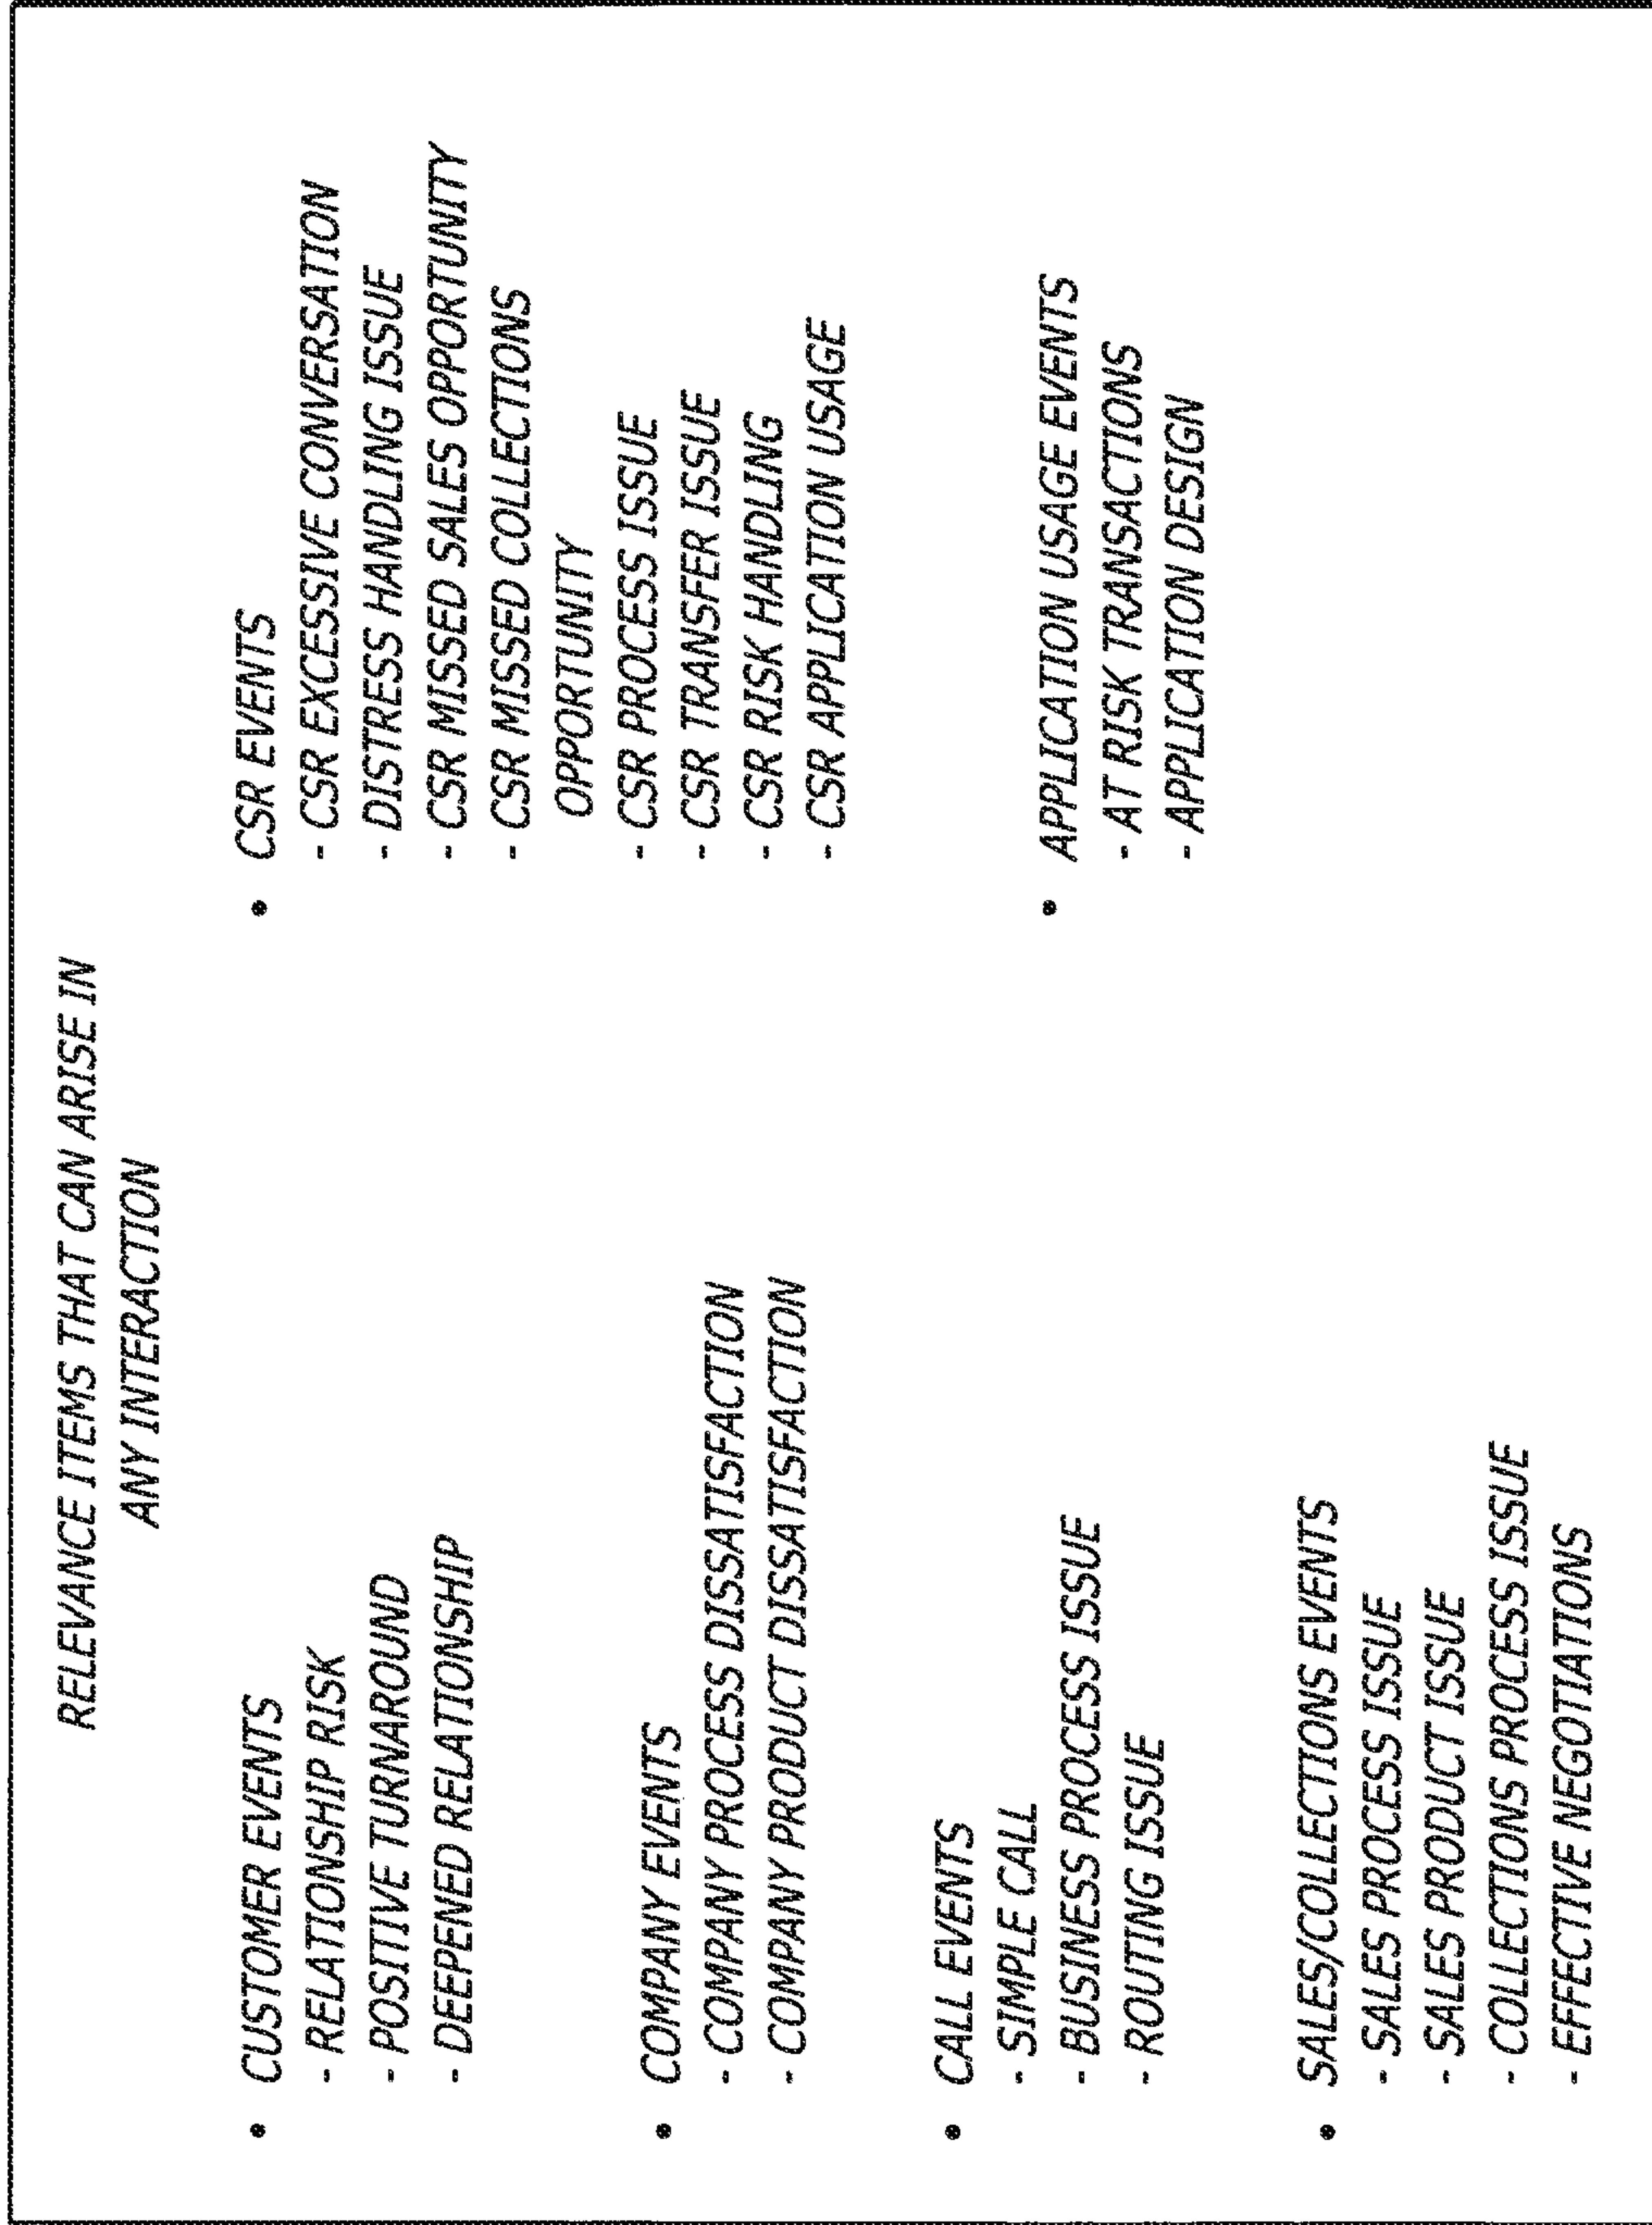 RELEVANCE ITEMS THAT CAN ARISE IN
ANY INTERACTION
• CUSTOMER EVENTS
- RELATIONSHIP RISK
- POSITIVE TURNAROUND
- DEEPENED RELATIONSHIP
• COMPANY EVENTS
- COMPANY PROCESS DISSATISFACTION
- COMPANY PRODUCT DISSATISFACTION
• CALL EVENTS
- SIMPLE CALL
- BUSINESS PROCESS ISSUE
- ROUTING ISSUE
• SALES/COLLECTIONS EVENTS
- SALES PROCESS ISSUE
- SALES PRODUCT ISSUE
- COLLECTIONS PROCESS ISSUE
- EFFECTIVE NEGOTIATIONS
• CSR EVENTS
- CSR EXCESSIVE CONVERSATION
- DISTRESS HANDLING ISSUE
- CSR MISSED SALES OPPORTUNITY
- CSR MISSED COLLECTIONS
OPPORTUNITY
- CSR PROCESS ISSUE
- CSR TRANSFER ISSUE
- CSR RISK HANDLING
- CSR APPLICATION USAGE
• APPLICATION USAGE EVENTS
- AT RISK TRANSACTIONS
- APPLICATION DESIGN